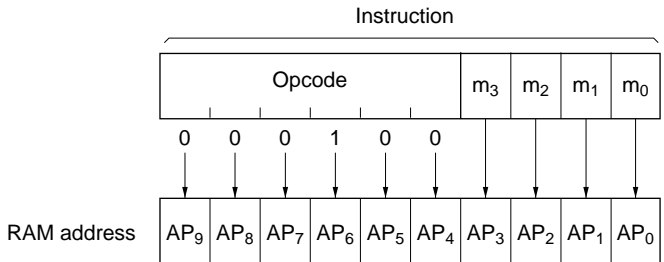 Instruction
Opcode m₃ m₂ m₁ m₀
0 0 0 1 0 0
RAM address AP₉ AP₈ AP₇ AP₆ AP₅ AP₄ AP₃ AP₂ AP₁ AP₀